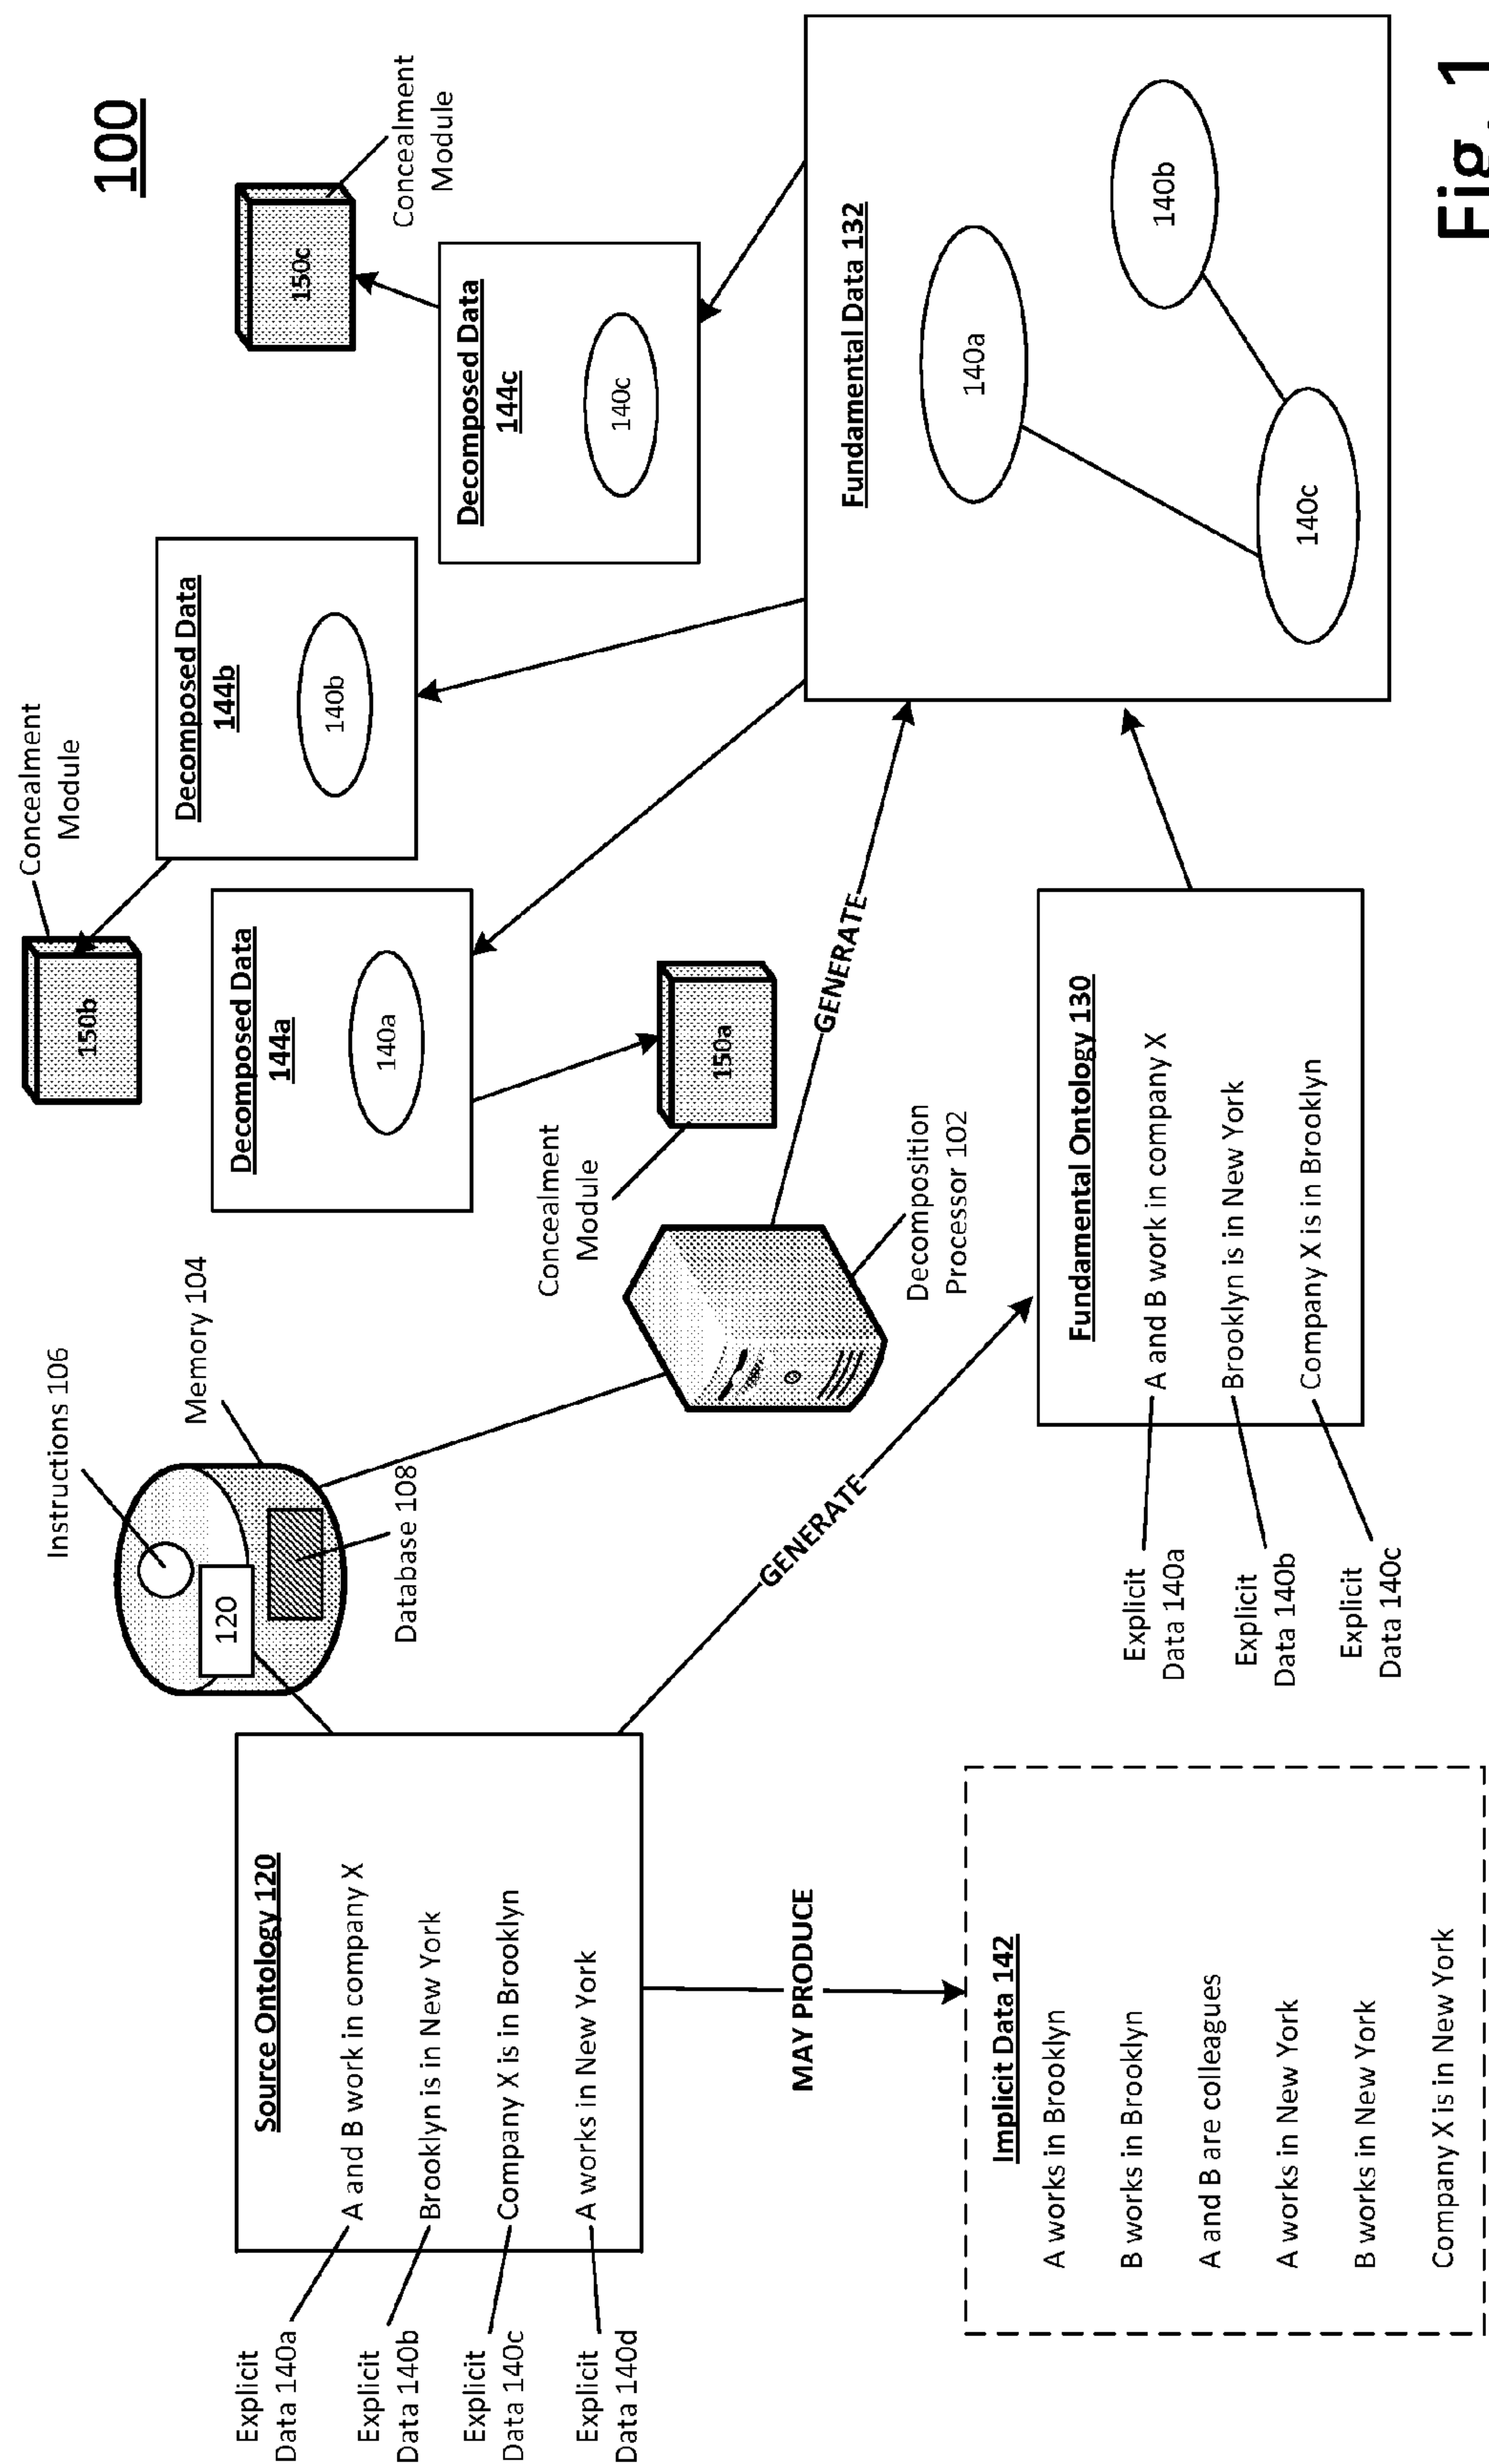 100
Instructions 106
Memory 104
120
Database 108
Source Ontology 120
A and B work in company X
Brooklyn is in New York
Company X is in Brooklyn
A works in New York
Explicit
Data 140a
Explicit
Data 140b
Explicit
Data 140c
Explicit
Data 140d
MAY PRODUCE
Implicit Data 142
A works in Brooklyn
B works in Brooklyn
A and B are colleagues
A works in New York
B works in New York
Company X is in New York
GENERATE
Decomposition
Processor 102
GENERATE
Fundamental Ontology 130
A and B work in company X
Brooklyn is in New York
Company X is in Brooklyn
Explicit
Data 140a
Explicit
Data 140b
Explicit
Data 140c
Concealment
Module
150b
Decomposed Data
144a
140a
Concealment
Module
150a
Decomposed Data
144b
140b
Concealment
Module
150c
Decomposed Data
144c
140c
Fundamental Data 132
140a
140b
140c
Fig. 1